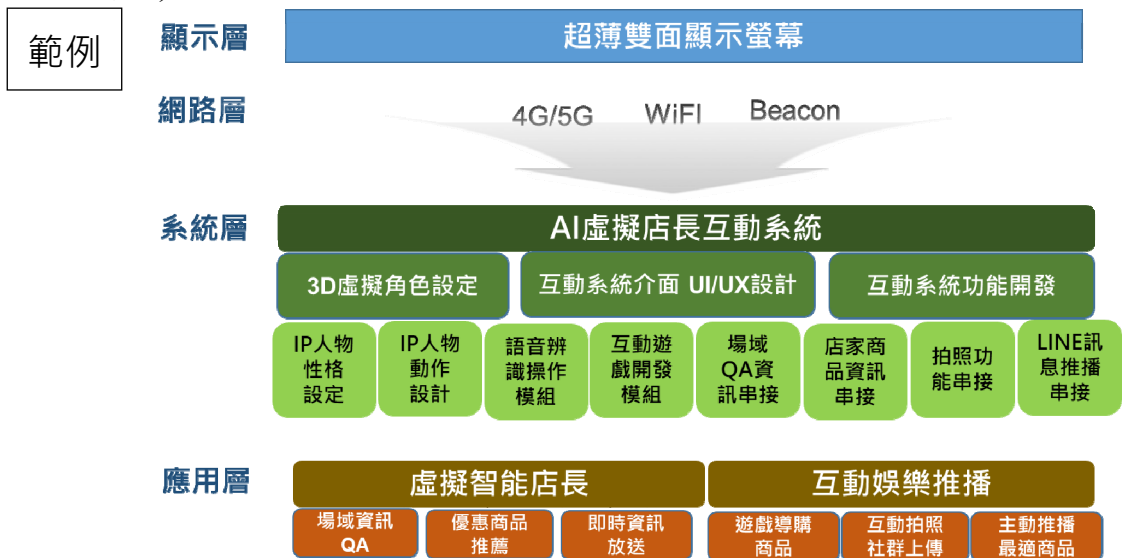 範例
顯示層
超薄雙面顯示螢幕
網路層
4G/5G WiFI Beacon
系統層
AI虛擬店長互動系統
3D虛擬角色設定
互動系統介面 UI/UX設計
互動系統功能開發
IP人物
性格
設定
IP人物
動作
設計
語音辨
識操作
模組
互動遊
戲開發
模組
場域
QA資
訊串接
店家商
品資訊
串接
拍照功
能串接
LINE訊
息推播
串接
應用層
虛擬智能店長
互動娛樂推播
場域資訊
QA
優惠商品
推薦
即時資訊
放送
遊戲導購
商品
互動拍照
社群上傳
主動推播
最適商品